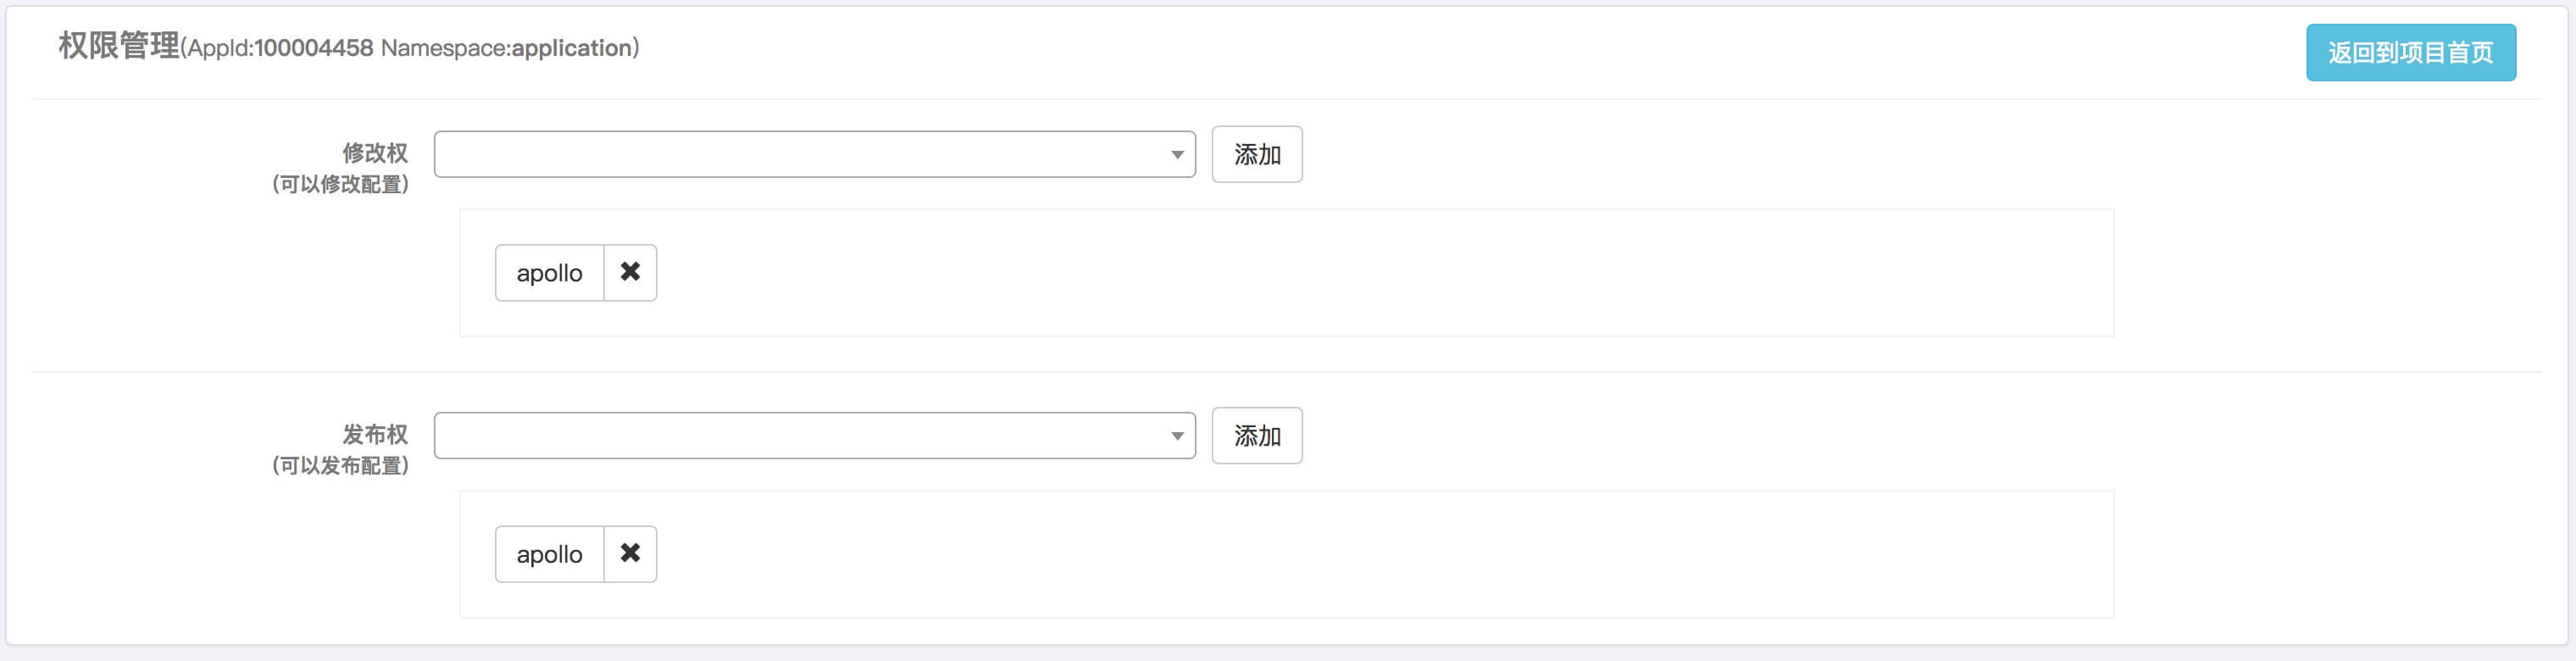 权限管理(AppId:100004458 Namespace:application)
返回到项目首页
修改权
(可以修改配置)
添加
apollo
发布权
(可以发布配置)
添加
apollo